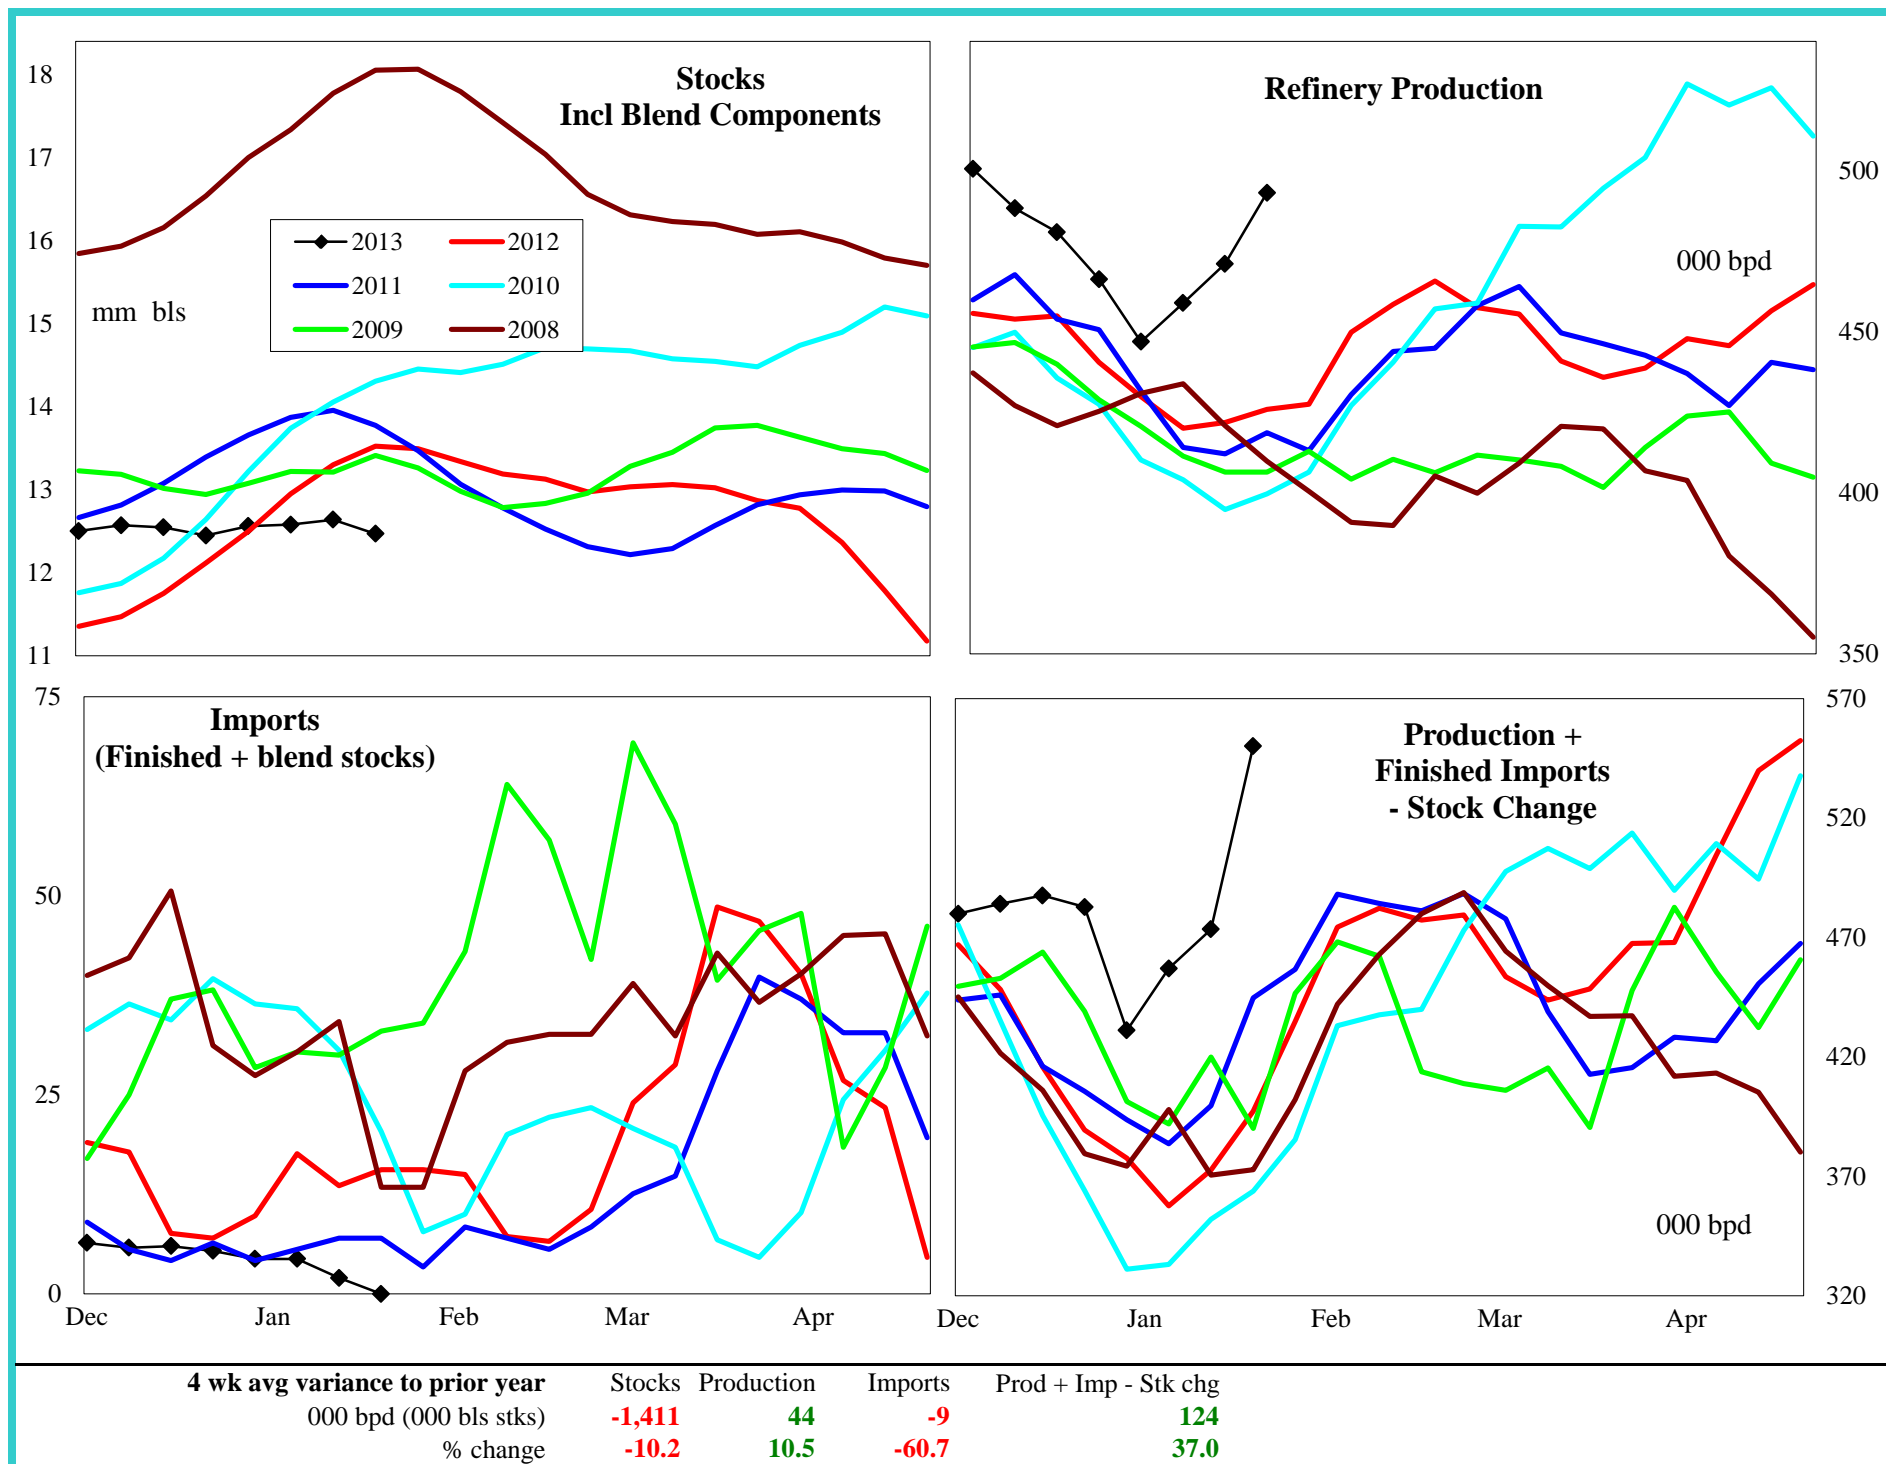 Stocks
Incl Blend Components
18
17
16
15
14
13
12
11
mm bls
2013 2012
2011 2010
2009 2008
Refinery Production
000 bpd
500
450
400
350
Imports
(Finished + blend stocks)
75
50
25
0
Dec Jan Feb Mar Apr
Production +
Finished Imports
- Stock Change
570
520
470
420
370
320
000 bpd
Dec Jan Feb Mar Apr
4 wk avg variance to prior year Stocks Production Imports Prod + Imp - Stk chg
000 bpd (000 bls stks) -1,411 44 -9 124
% change -10.2 10.5 -60.7 37.0